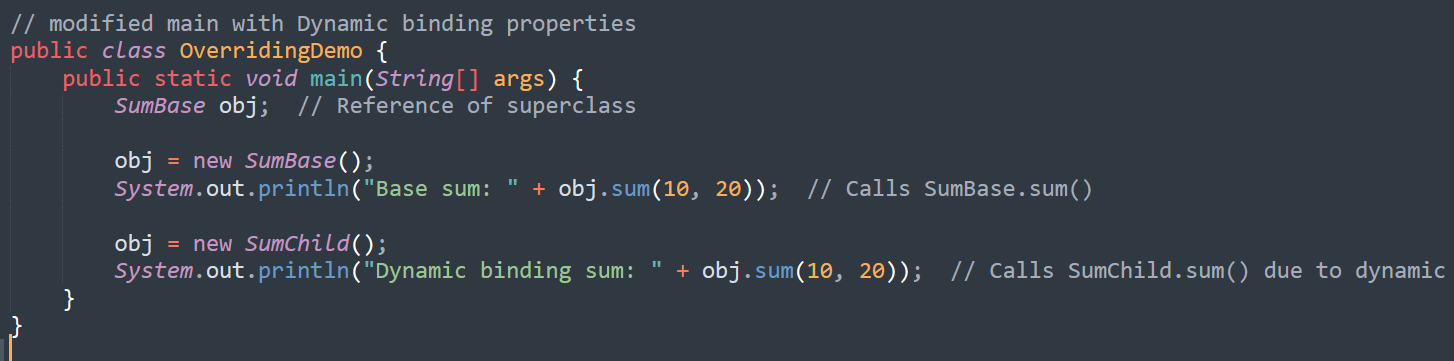 // modified main with Dynamic binding properties
public class OverridingDemo {
    public static void main(String[] args) {
        SumBase obj;  // Reference of superclass

        obj = new SumBase();
        System.out.println("Base sum: " + obj.sum(10, 20));  // Calls SumBase.sum()

        obj = new SumChild();
        System.out.println("Dynamic binding sum: " + obj.sum(10, 20));  // Calls SumChild.sum() due to dynamic
    }
}